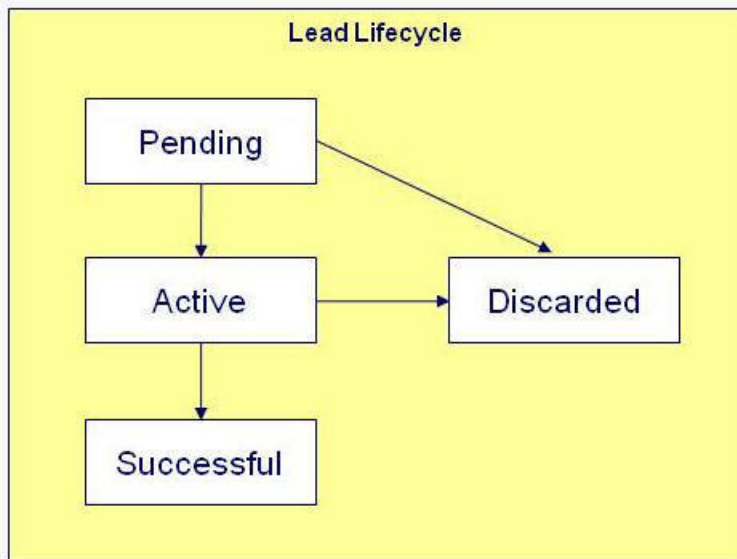 Lead Lifecycle
Pending
Active
Discarded
Successful